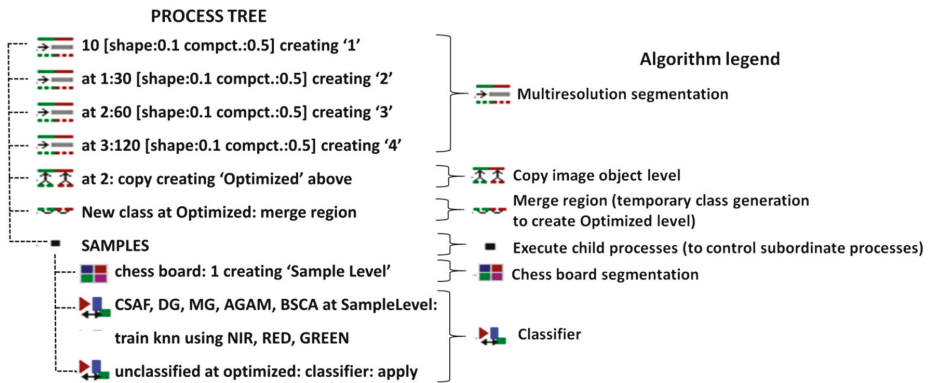 PROCESS TREE
10 [shape:0.1 compct.:0.5] creating ‘1’
at 1:30 [shape:0.1 compct.:0.5] creating ‘2’
at 2:60 [shape:0.1 compct.:0.5] creating ‘3’
at 3:120 [shape:0.1 compct.:0.5] creating ‘4’
at 2: copy creating ‘Optimized’ above
New class at Optimized: merge region
SAMPLES
chess board: 1 creating ‘Sample Level’
CSAF, DG, MG, AGAM, BSCA at SampleLevel:
train knn using NIR, RED, GREEN
unclassified at optimized: classifier: apply
Algorithm legend
Multiresolution segmentation
Copy image object level
Merge region (temporary class generation
to create Optimized level)
Execute child processes (to control subordinate processes)
Chess board segmentation
Classifier